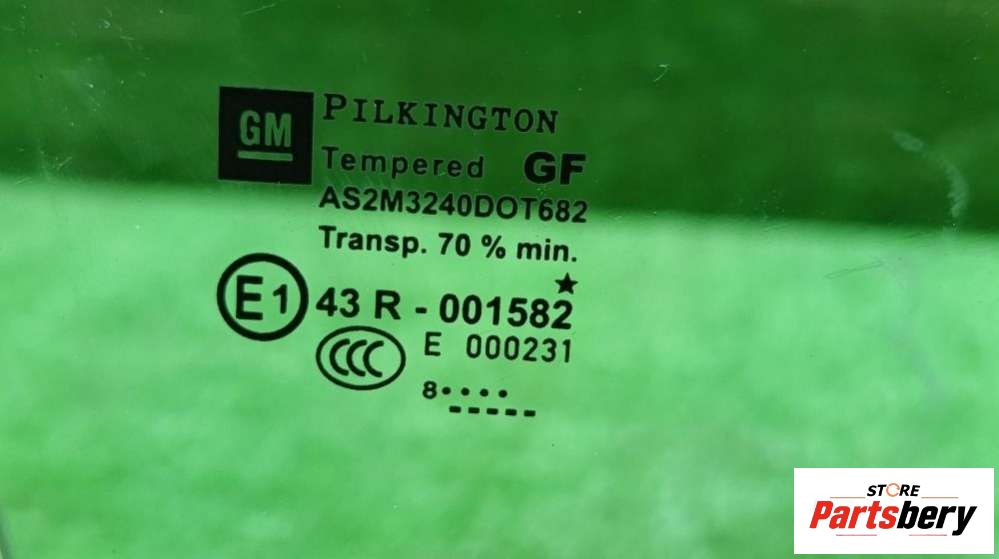 GM
PILKINGTON
Tempered GF
AS2M3240DOT682
Transp. 70 % min.
E1 43 R - 001582
CCC E 000231
8• • • •
STORE
Partsbery